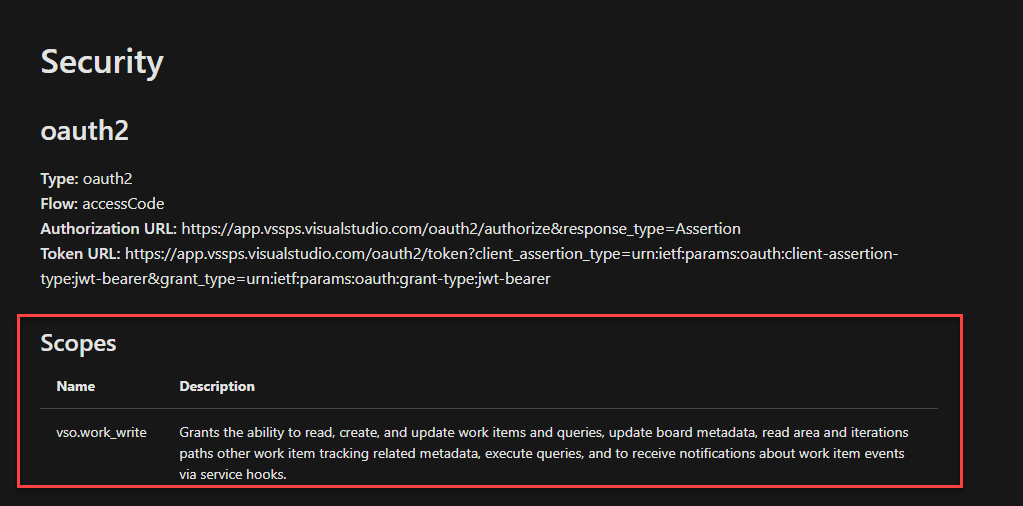 Security
oauth2
Type: oauth2
Flow: accessCode
Authorization URL: https://app.vssps.visualstudio.com/oauth2/authorize&response_type=Assertion
Token URL: https://app.vssps.visualstudio.com/oauth2/token?client_assertion_type=urn:ietf:params:oauth:client-assertion-
type:jwt-bearer&grant_type=urn:ietf:params:oauth:grant-type:jwt-bearer
Scopes
Name Description
vso.work_write Grants the ability to read, create, and update work items and queries, update board metadata, read area and iterations
paths other work item tracking related metadata, execute queries, and to receive notifications about work item events
via service hooks.